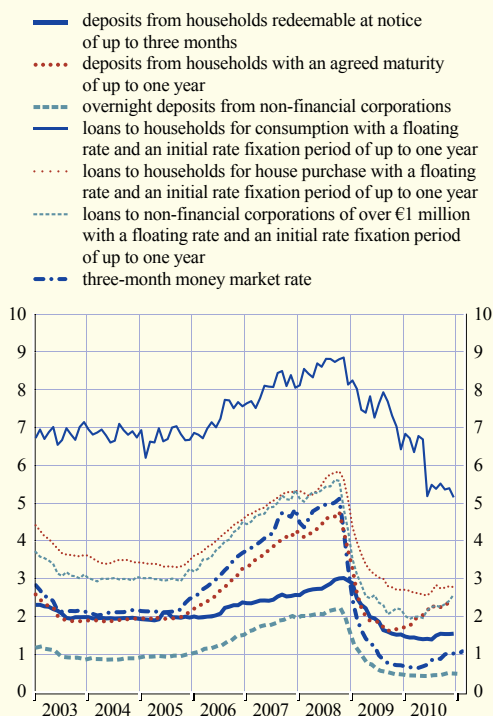 deposits from households redeemable at notice
of up to three months
deposits from households with an agreed maturity
of up to one year
overnight deposits from non-financial corporations
loans to households for consumption with a floating
rate and an initial rate fixation period of up to one year
loans to households for house purchase with a floating
rate and an initial rate fixation period of up to one year
loans to non-financial corporations of over €1 million
with a floating rate and an initial rate fixation period
of up to one year
three-month money market rate
10 10
9 9
8 8
7 7
6 6
5 5
4 4
3 3
2 2
1 1
0 0
2003 2004 2005 2006 2007 2008 2009 2010